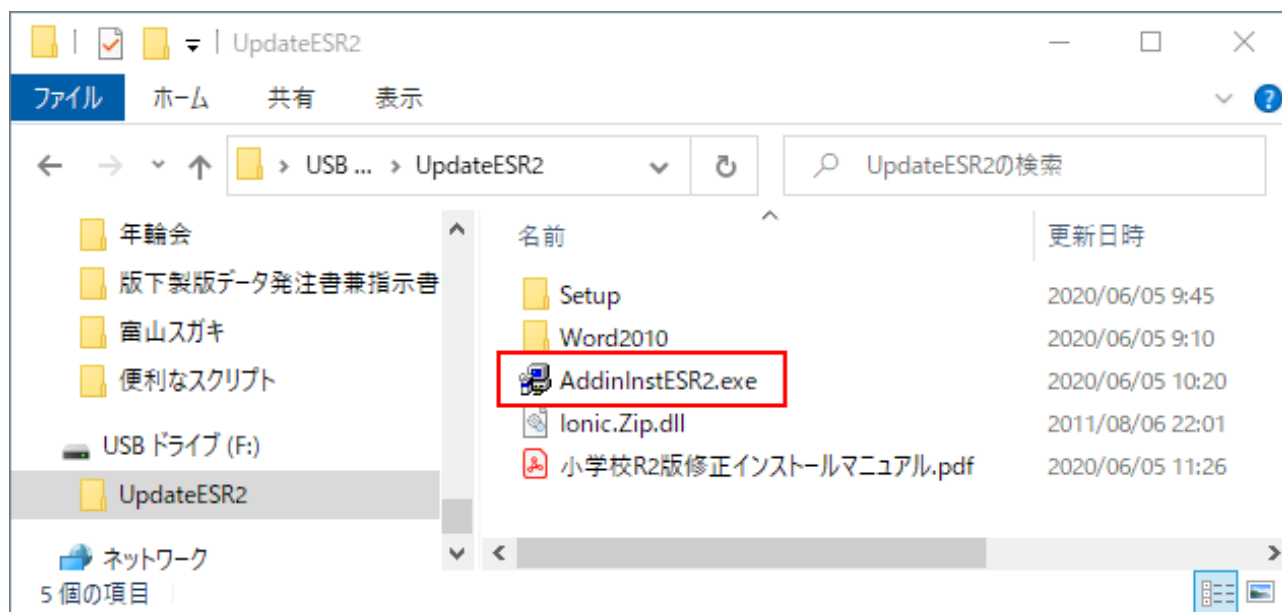 UpdateESR2
ファイル ホーム 共有 表示
USB ... UpdateESR2 UpdateESR2の検索
年輪会
版下製版データ発注書兼指示書
富山スガキ
便利なスクリプト
USB ドライブ (F:)
UpdateESR2
ネットワーク
名前 更新日時
Setup 2020/06/05 9:45
Word2010 2020/06/05 9:10
AddinInstESR2.exe 2020/06/05 10:20
Ionic.Zip.dll 2011/08/06 22:01
小学校R2版修正インストールマニュアル.pdf 2020/06/05 11:26
5 個の項目